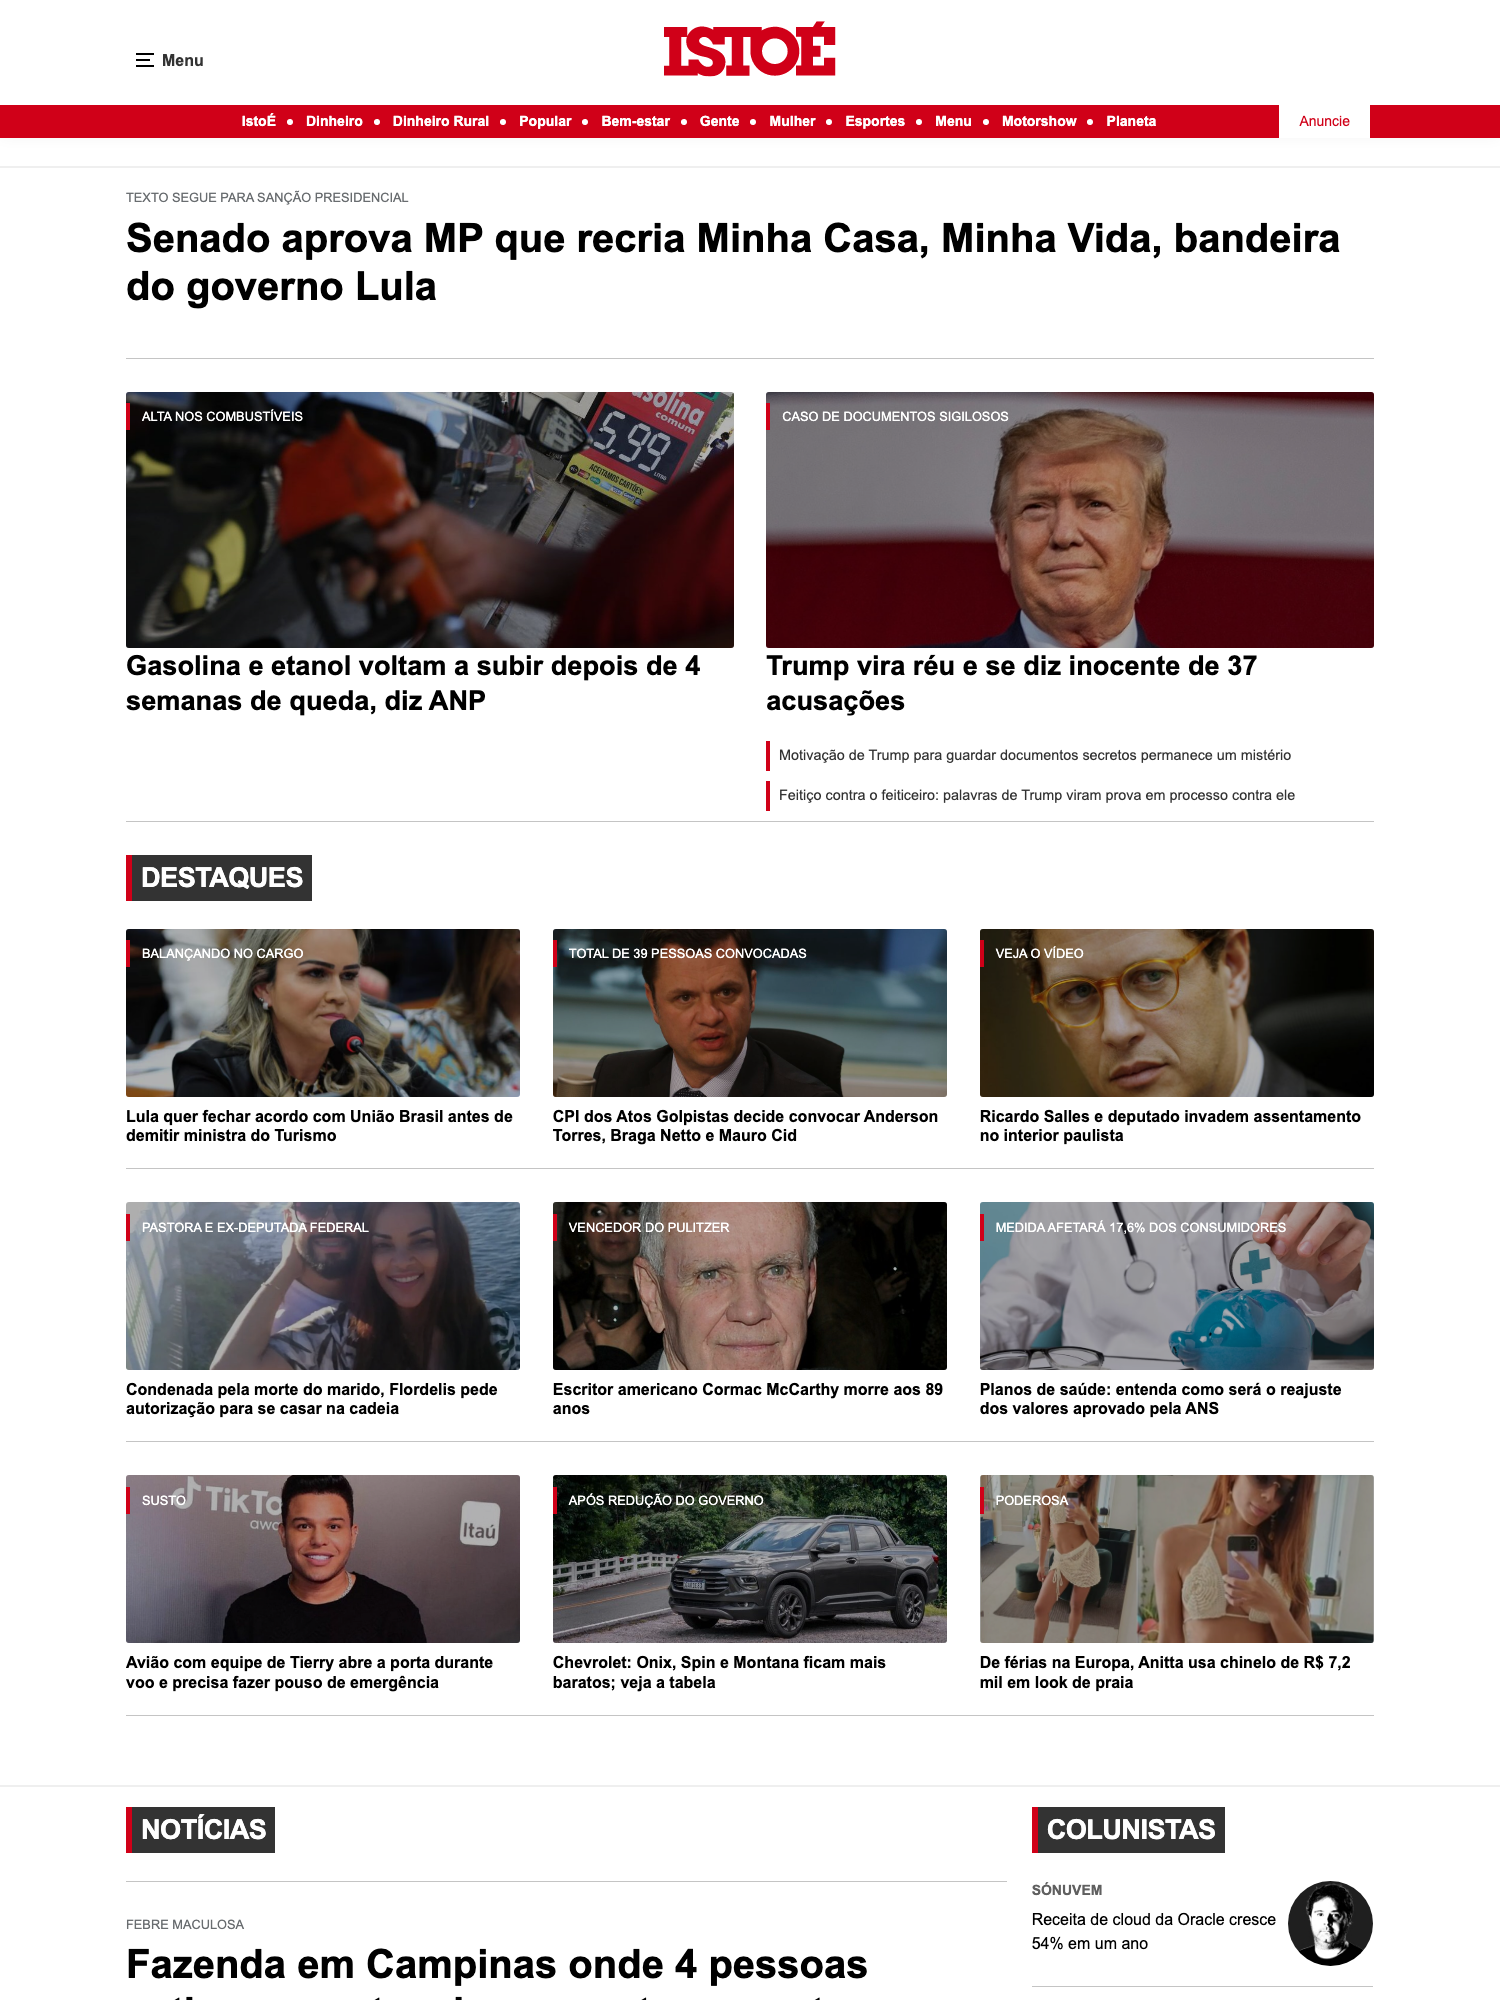 Menu
ISTOÉ
IstoÉ • Dinheiro • Dinheiro Rural • Popular • Bem-estar • Gente • Mulher • Esportes • Menu • Motorshow • Planeta
Anuncie
TEXTO SEGUE PARA SANÇÃO PRESIDENCIAL
Senado aprova MP que recria Minha Casa, Minha Vida, bandeira
do governo Lula
ALTA NOS COMBUSTÍVEIS
comum
5,99
ACEITAMOS CARTÕES:
Gasolina e etanol voltam a subir depois de 4
semanas de queda, diz ANP
CASO DE DOCUMENTOS SIGILOSOS
Trump vira réu e se diz inocente de 37
acusações
Motivação de Trump para guardar documentos secretos permanece um mistério
Feitiço contra o feiticeiro: palavras de Trump viram prova em processo contra ele
DESTAQUES
BALANÇANDO NO CARGO
Lula quer fechar acordo com União Brasil antes de
demitir ministra do Turismo
TOTAL DE 39 PESSOAS CONVOCADAS
CPI dos Atos Golpistas decide convocar Anderson
Torres, Braga Netto e Mauro Cid
VEJA O VÍDEO
Ricardo Salles e deputado invadem assentamento
no interior paulista
PASTORA E EX-DEPUTADA FEDERAL
Condenada pela morte do marido, Flordelis pede
autorização para se casar na cadeia
VENCEDOR DO PULITZER
Escritor americano Cormac McCarthy morre aos 89
anos
MEDIDA AFETARÁ 17,6% DOS CONSUMIDORES
Planos de saúde: entenda como será o reajuste
dos valores aprovado pela ANS
SUSTO
TikTo
awa
Itaú
Avião com equipe de Tierry abre a porta durante
voo e precisa fazer pouso de emergência
APÓS REDUÇÃO DO GOVERNO
Chevrolet: Onix, Spin e Montana ficam mais
baratos; veja a tabela
PODEROSA
De férias na Europa, Anitta usa chinelo de R$ 7,2
mil em look de praia
NOTÍCIAS
FEBRE MACULOSA
Fazenda em Campinas onde 4 pessoas
COLUNISTAS
SÓNUVEM
Receita de cloud da Oracle cresce
54% em um ano